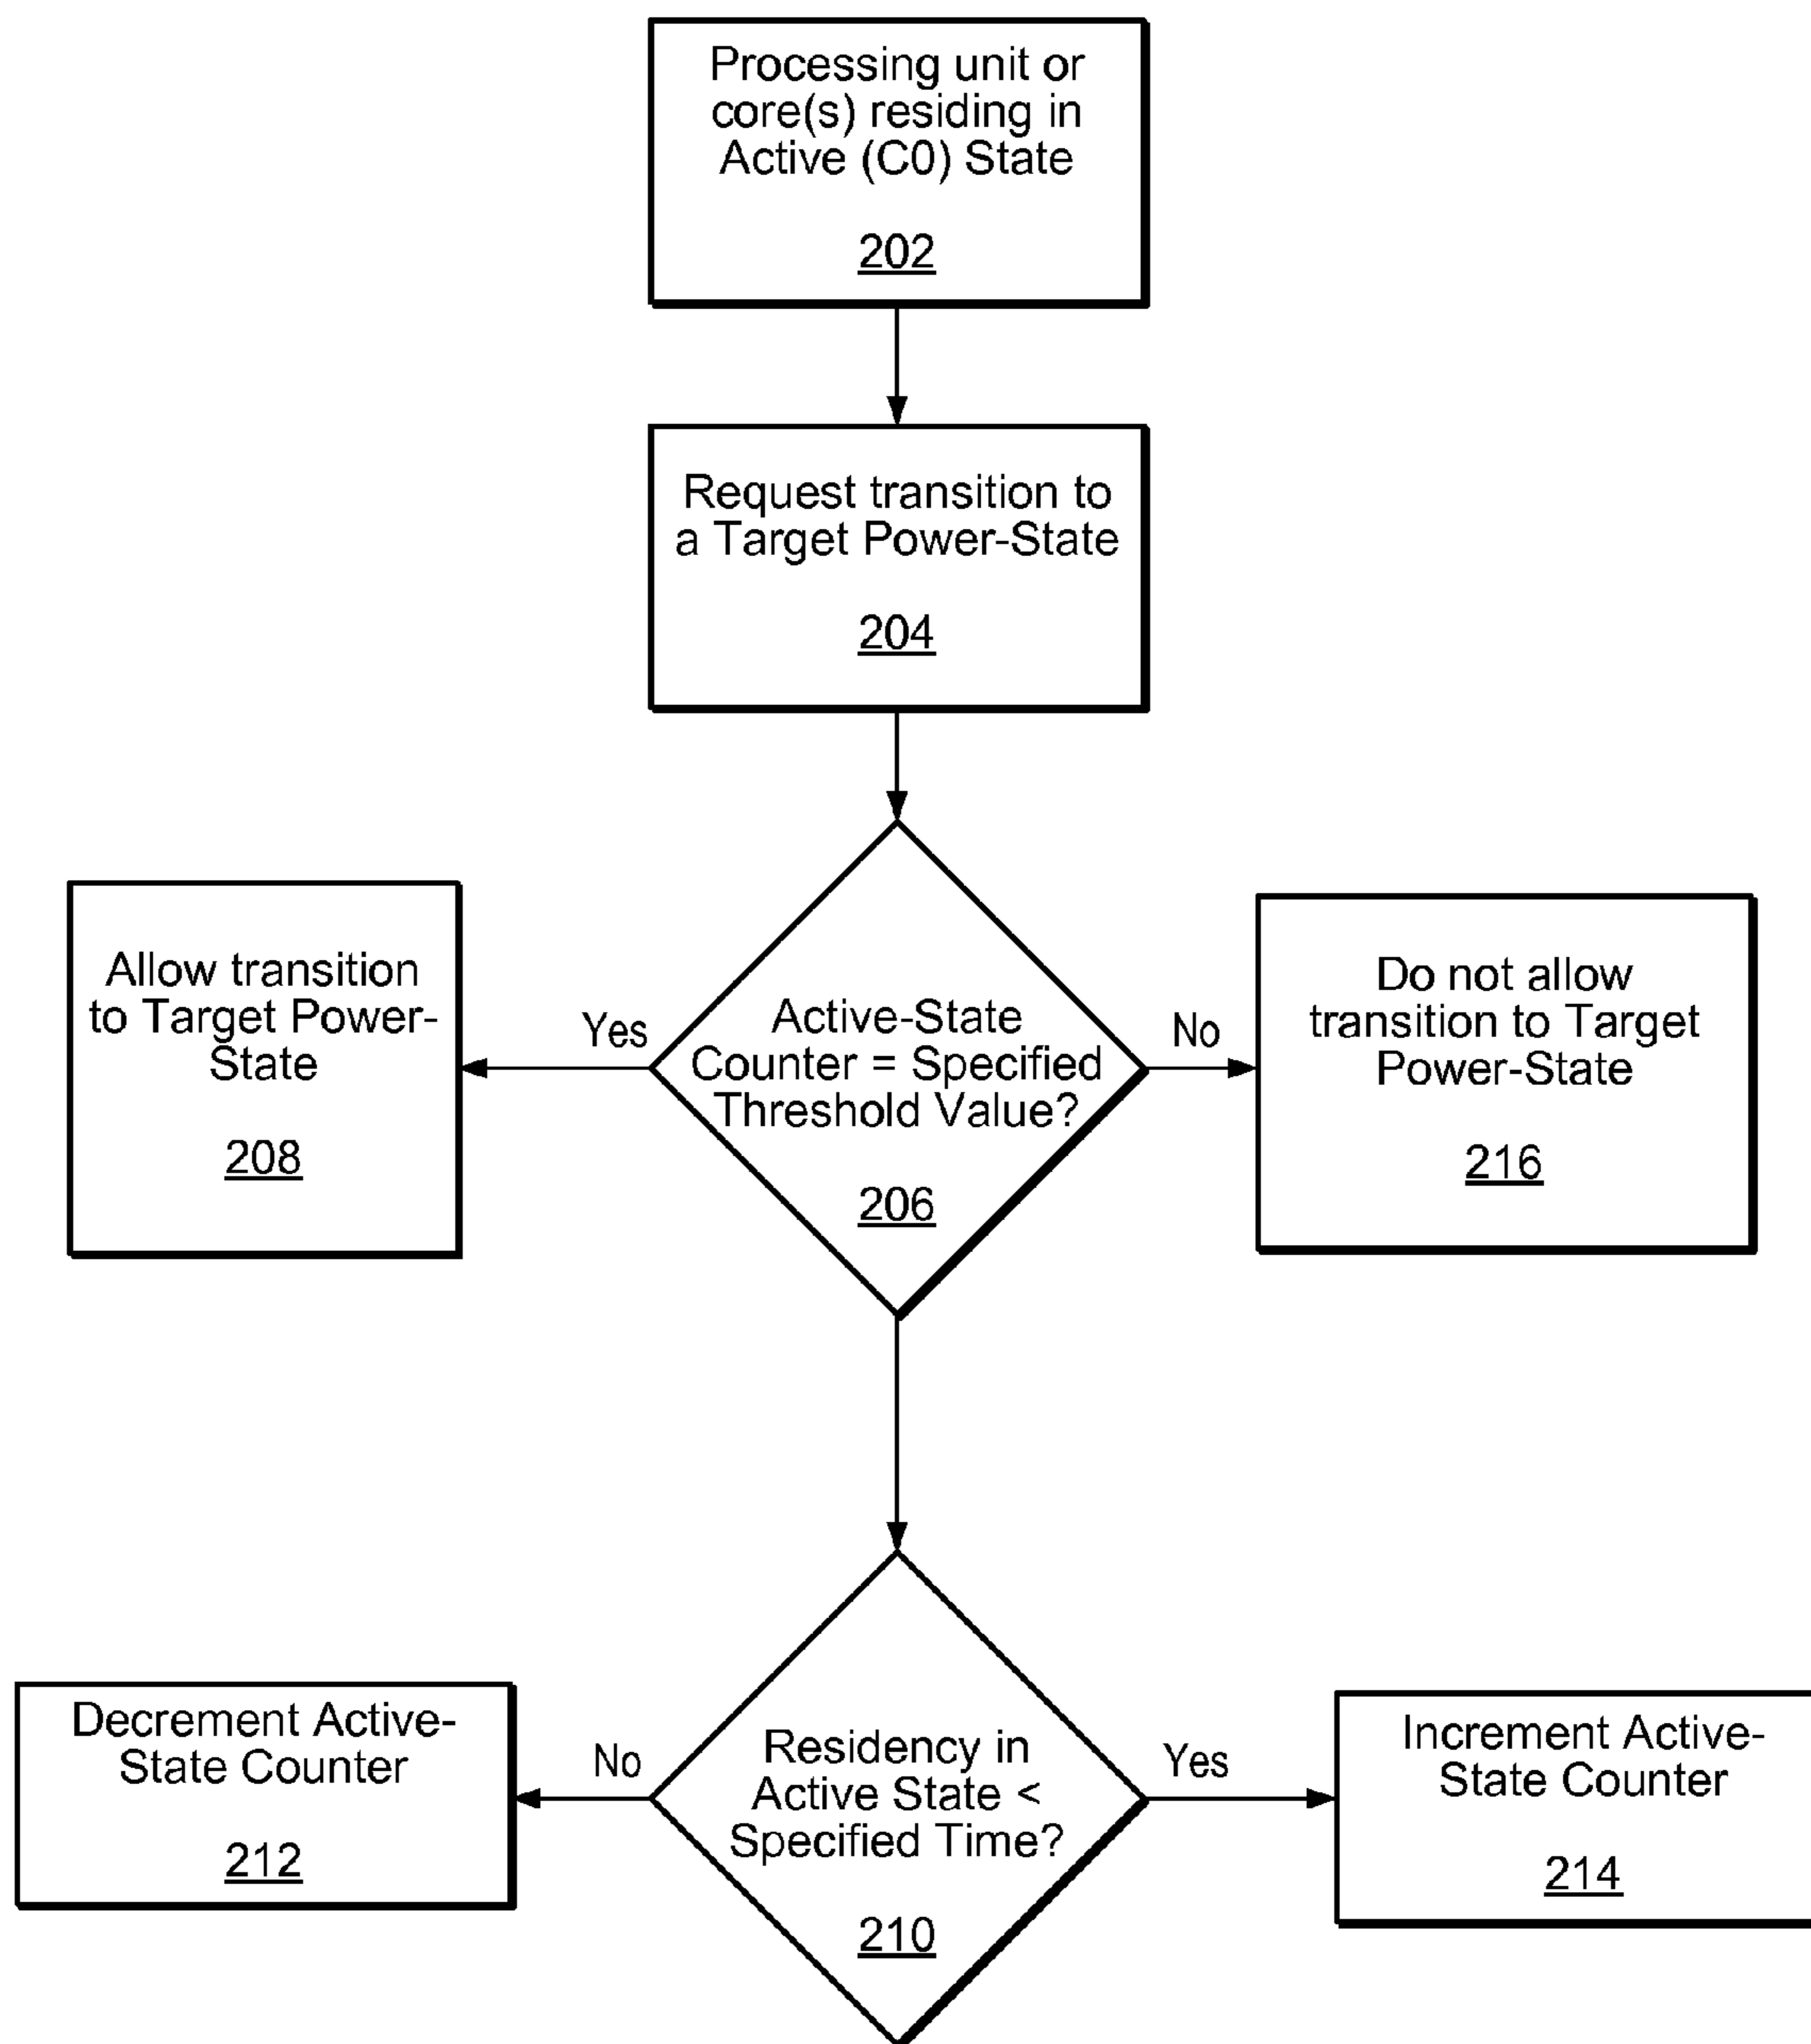 Processing unit or
core(s) residing in
Active (C0) State
202
Request transition to
a Target Power-State
204
Allow transition
to Target Power-
State
208
Yes
Active-State
Counter = Specified
Threshold Value?
206
No
Do not allow
transition to Target
Power-State
216
Decrement Active-
State Counter
212
No
Residency in
Active State <
Specified Time?
210
Yes
Increment Active-
State Counter
214